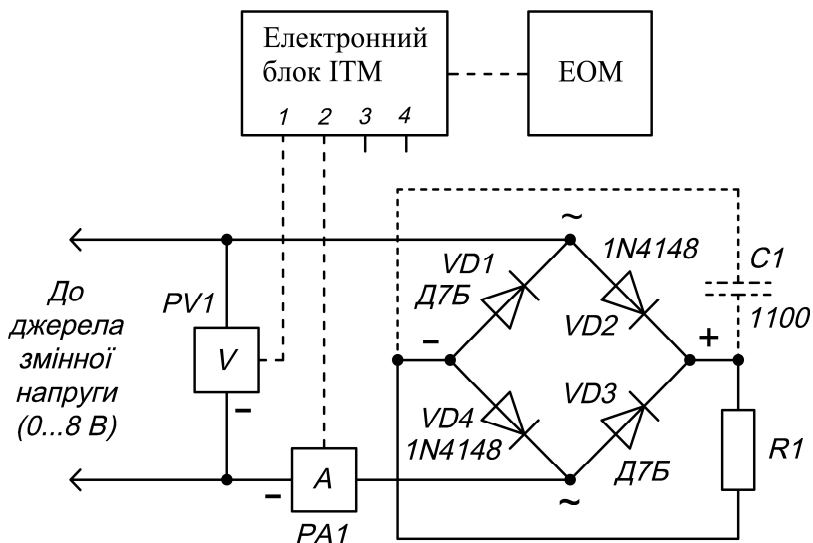 Електронний
блок ІТМ
1 2 3 4
ЕОМ
До
джерела
змінної
напруги
(0...8 В)
PV1
V
−
−
A
PA1
~
VD1
Д7Б
1N4148
VD2
C1
1100
−
+
VD4
1N4148
VD3
Д7Б
~
R1